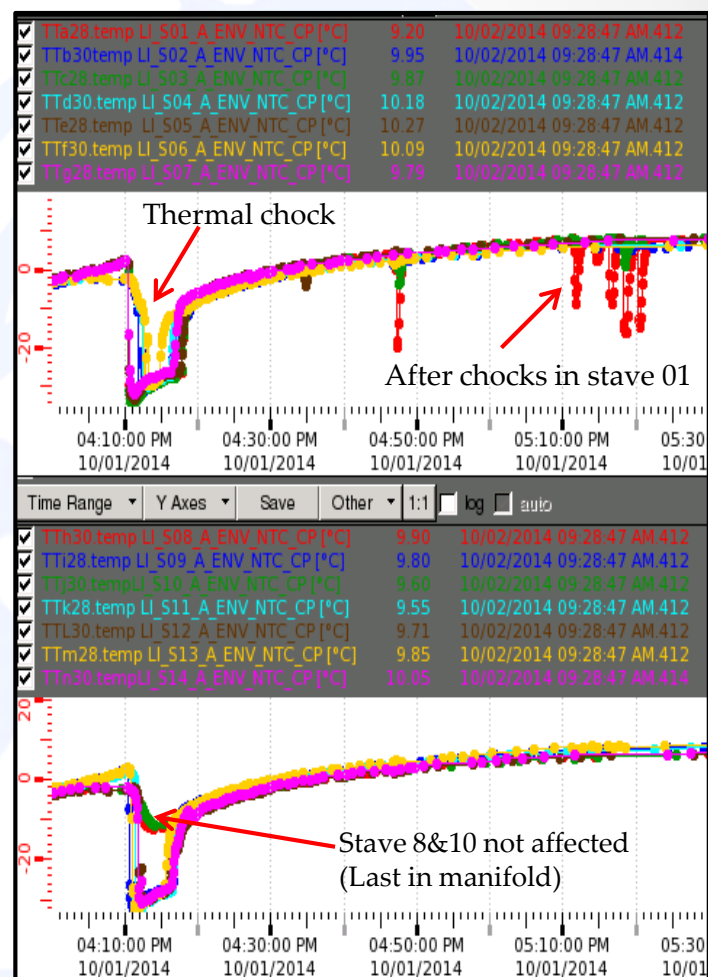 TTa28.temp LI_S01_A_ENV_NTC_CP [°C] 9.20 10/02/2014 09:28:47 AM.412
TTb30temp LI_S02_A_ENV_NTC_CP [°C] 9.95 10/02/2014 09:28:47 AM.414
TTc28.temp LI_S03_A_ENV_NTC_CP [°C] 9.87 10/02/2014 09:28:47 AM.412
TTd30.temp LI_S04_A_ENV_NTC_CP [°C] 10.18 10/02/2014 09:28:47 AM.412
TTe28.temp LI_S05_A_ENV_NTC_CP [°C] 10.27 10/02/2014 09:28:47 AM.412
TTf30.temp LI_S06_A_ENV_NTC_CP [°C] 10.09 10/02/2014 09:28:47 AM.412
TTg28.temp LI_S07_A_ENV_NTC_CP [°C] 9.79 10/02/2014 09:28:47 AM.412
Thermal chock
0
-20
After chocks in stave 01
04:10:00 PM 04:30:00 PM 04:50:00 PM 05:10:00 PM 05:30
10/01/2014 10/01/2014 10/01/2014 10/01/2014 10/01
Time Range Y Axes Save Other 1:1 log auto
TTh30.temp LI_S08_A_ENV_NTC_CP [°C] 9.90 10/02/2014 09:28:47 AM.412
TTi28.temp LI_S09_A_ENV_NTC_CP [°C] 9.80 10/02/2014 09:28:47 AM.412
TTj30.tempLI_S10_A_ENV_NTC_CP [°C] 9.60 10/02/2014 09:28:47 AM.412
TTk28.temp LI_S11_A_ENV_NTC_CP [°C] 9.55 10/02/2014 09:28:47 AM.412
TTL30.temp LI_S12_A_ENV_NTC_CP [°C] 9.71 10/02/2014 09:28:47 AM.412
TTm28.temp LI_S13_A_ENV_NTC_CP [°C] 9.85 10/02/2014 09:28:47 AM.412
TTn30.tempLI_S14_A_ENV_NTC_CP [°C] 10.05 10/02/2014 09:28:47 AM.414
20
0
-20
Stave 8&10 not affected
(Last in manifold)
04:10:00 PM 04:30:00 PM 04:50:00 PM 05:10:00 PM 05:30
10/01/2014 10/01/2014 10/01/2014 10/01/2014 10/01